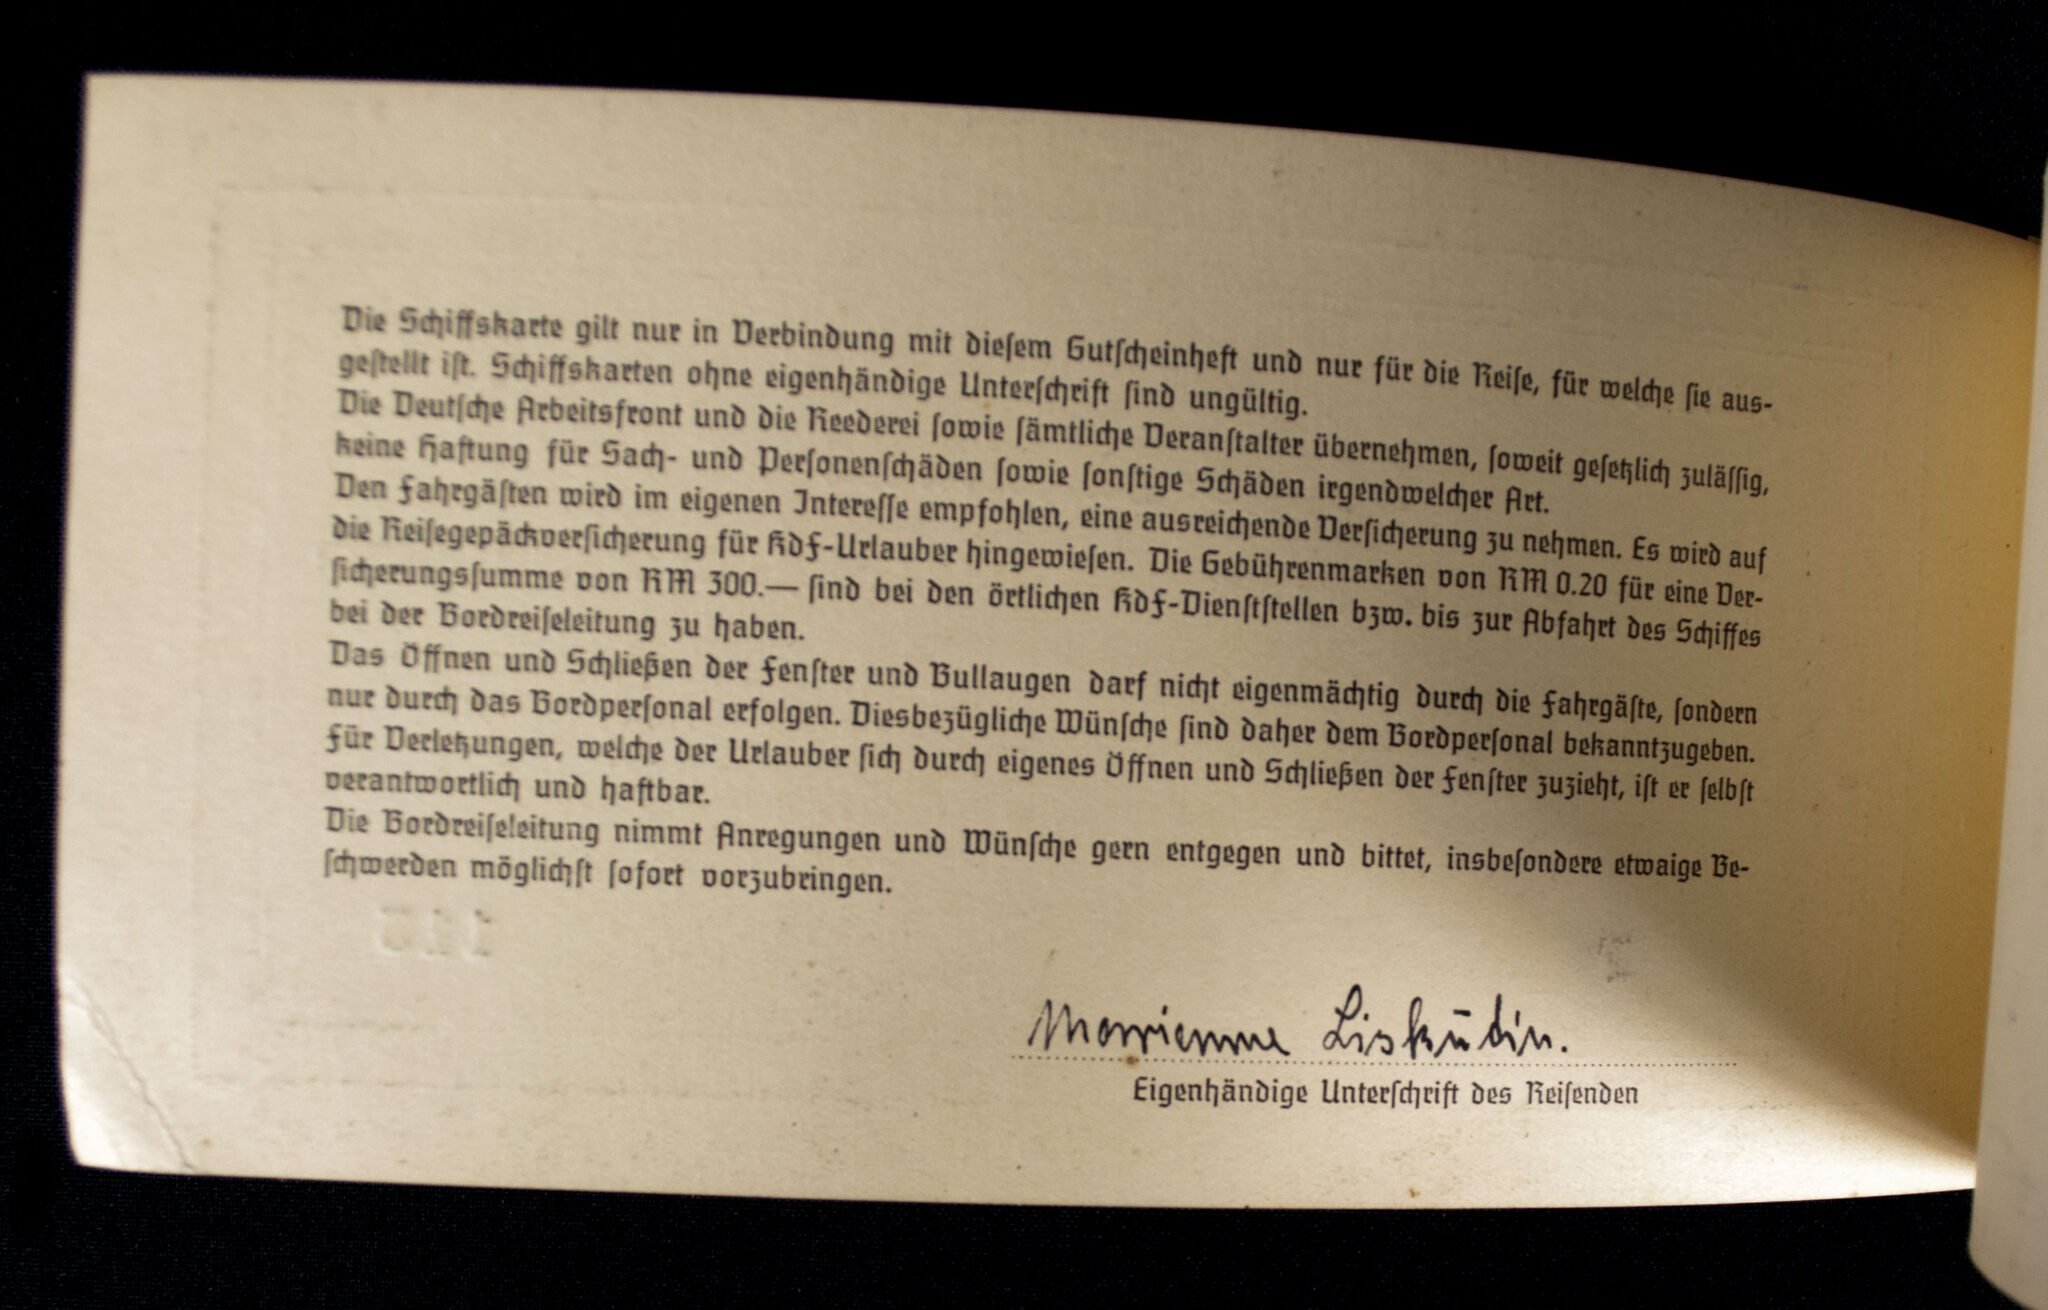 Die Schiffskarte gilt nur in Verbindung mit diesem Gutscheinheft und nur für die Reise, für welche sie aus-
gestellt ist. Schiffskarten ohne eigenhändige Unterschrift sind ungültig.
Die Deutsche Arbeitsfront und die Reederei sowie sämtliche Veranstalter übernehmen, soweit gesetzlich zulässig,
keine Haftung für Sach- und Personenschäden sowie sonstige Schäden irgendwelcher Art.
Den Fahrgästen wird im eigenen Interesse empfohlen, eine ausreichende Versicherung zu nehmen. Es wird auf
die Reisegepäckversicherung für KdF-Urlauber hingewiesen. Die Gebührenmarken von RM 0.20 für eine Ver-
sicherungssumme von RM 300.— sind bei den örtlichen KdF-Dienststellen bzw. bis zur Abfahrt des Schiffes
bei der Bordreiseleitung zu haben.
Das Öffnen und Schließen der Fenster und Bullaugen darf nicht eigenmächtig durch die Fahrgäste, sondern
nur durch das Bordpersonal erfolgen. Diesbezügliche Wünsche sind daher dem Bordpersonal bekanntzugeben.
Für Verletzungen, welche der Urlauber sich durch eigenes Öffnen und Schließen der Fenster zuzieht, ist er selbst
verantwortlich und haftbar.
Die Bordreiseleitung nimmt Anregungen und Wünsche gern entgegen und bittet, insbesondere etwaige Be-
schwerden möglichst sofort vorzubringen.
Marianne
Eigenhändige Unterschrift des Reisenden